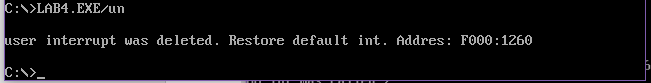 C:\>LAB4.EXE/un
user interrupt was deleted. Restore default int. Addres: F000:1260
C:\>_